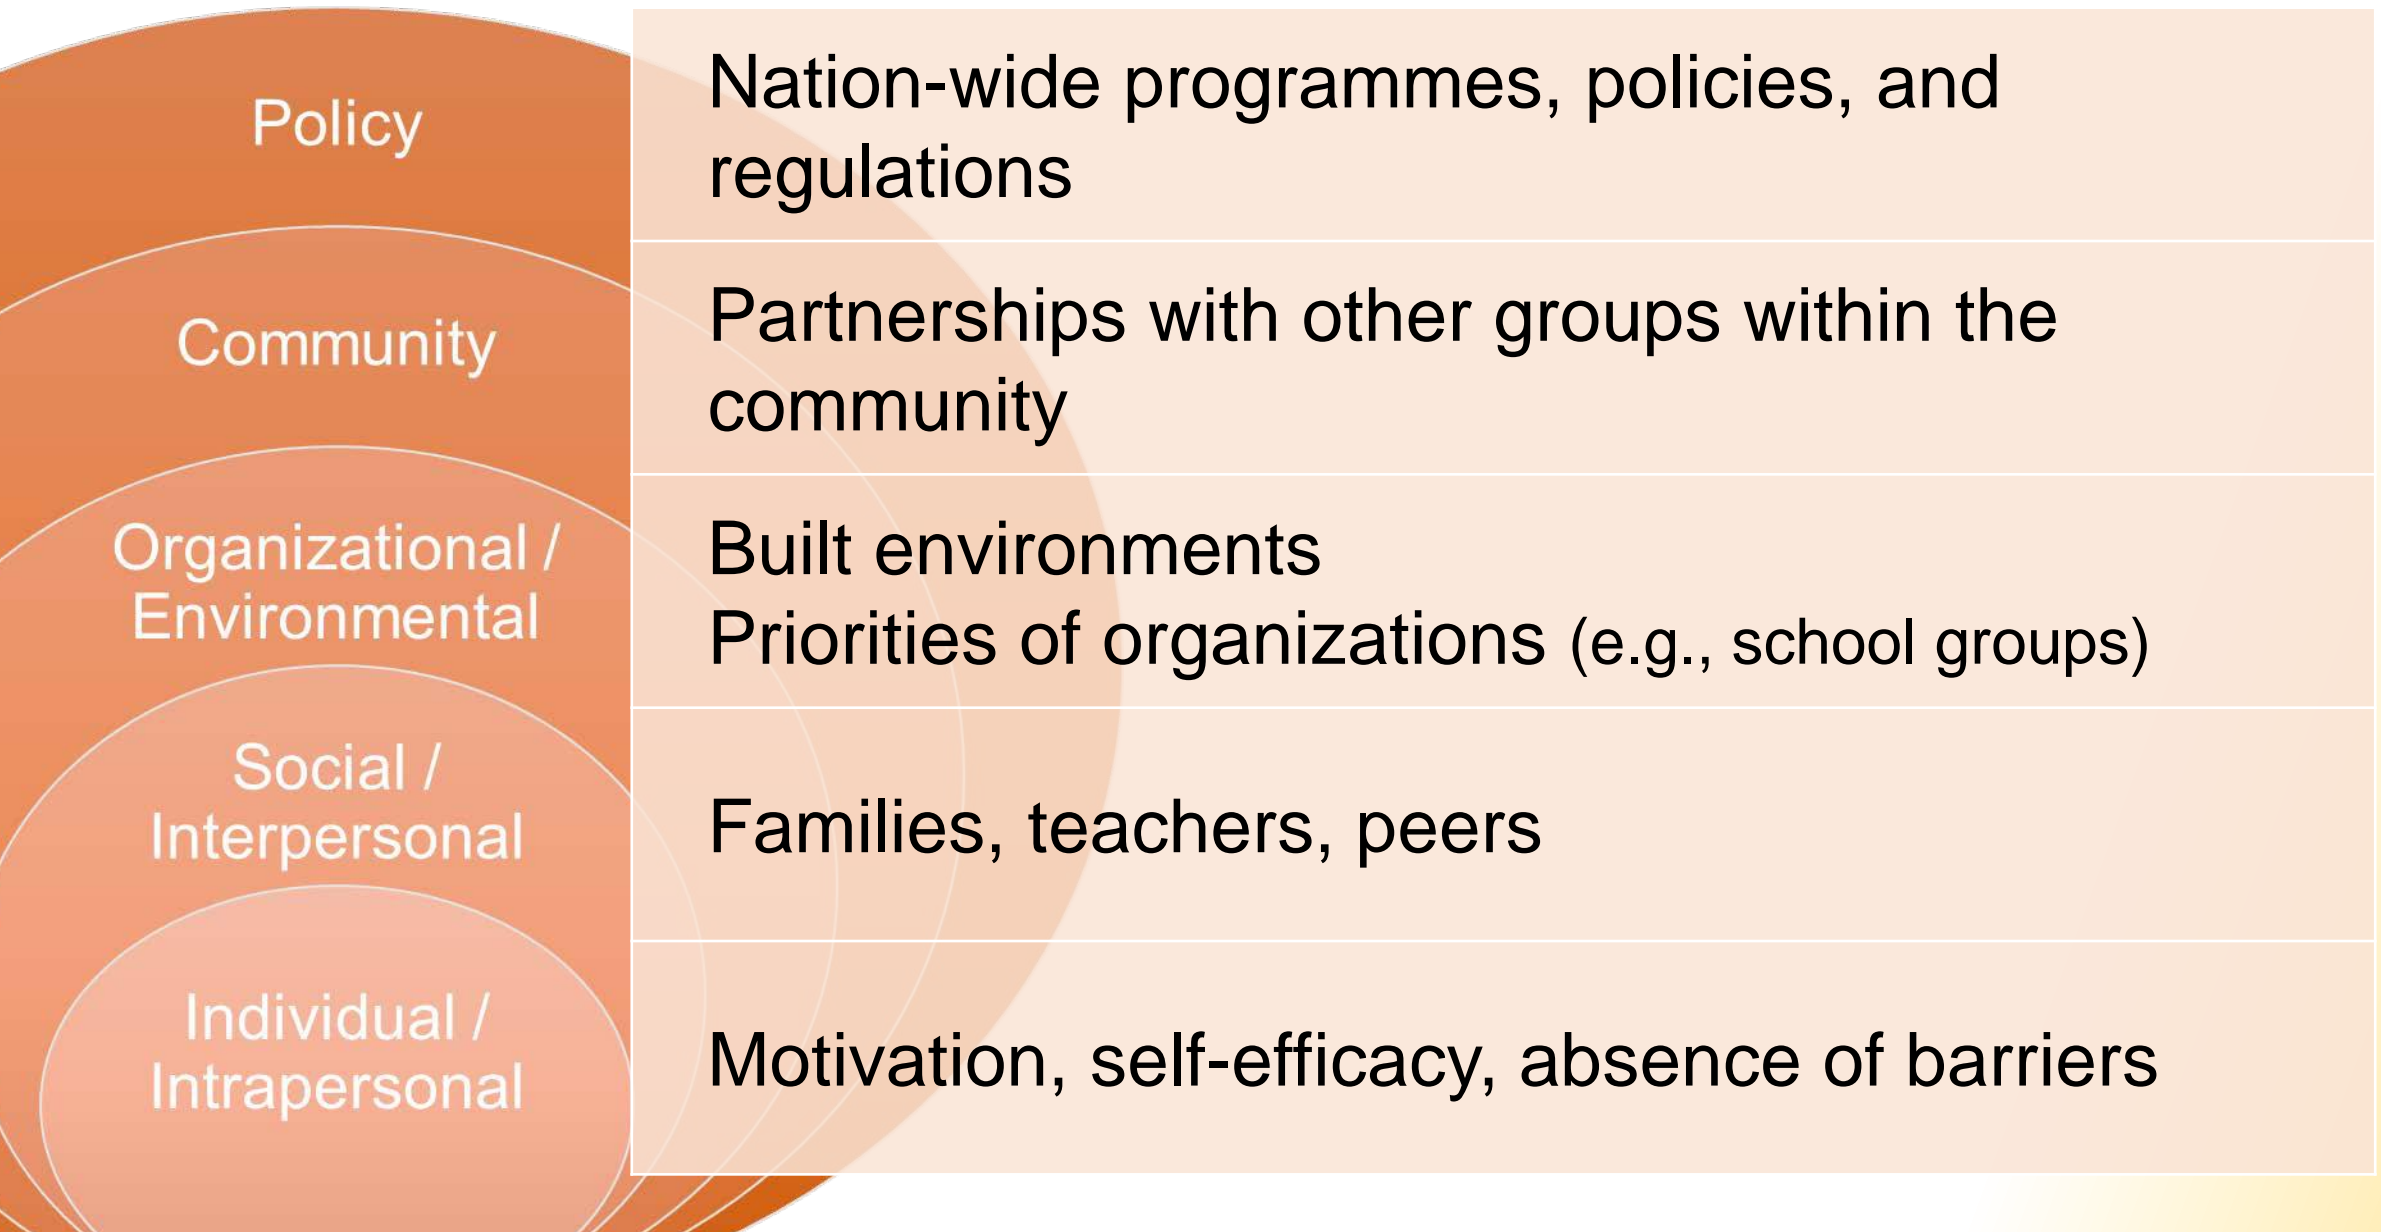 Policy
Nation-wide programmes, policies, and
regulations
Community
Partnerships with other groups within the
community
Organizational /
Environmental
Built environments
Priorities of organizations (e.g., school groups)
Social /
Interpersonal
Families, teachers, peers
Individual /
Intrapersonal
Motivation, self-efficacy, absence of barriers